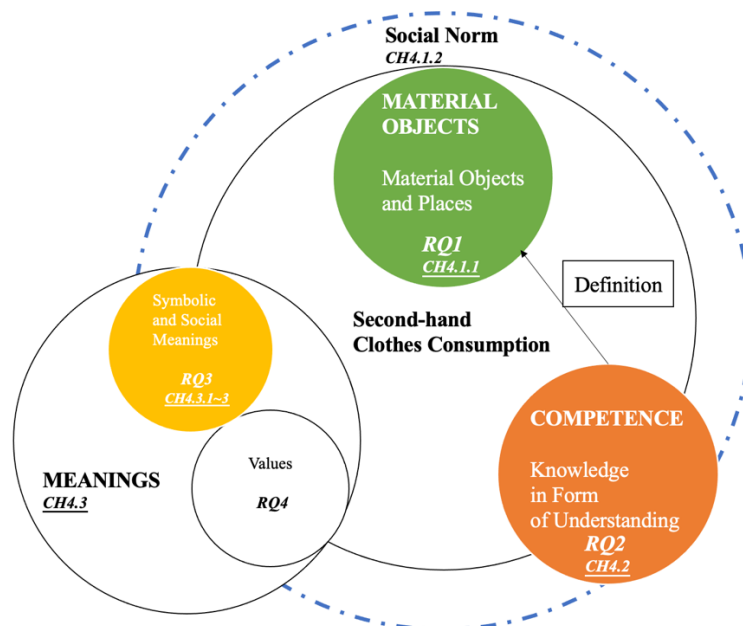 Social Norm
CH4.1.2
MATERIAL
OBJECTS
Material Objects
and Places
RQ1
CH4.1.1
Definition
Symbolic
and Social
Meanings
RQ3
CH4.3.1~3
Second-hand
Clothes Consumption
COMPETENCE
Knowledge
in Form
of Understanding
RQ2
CH4.2
MEANINGS
CH4.3
Values
RQ4